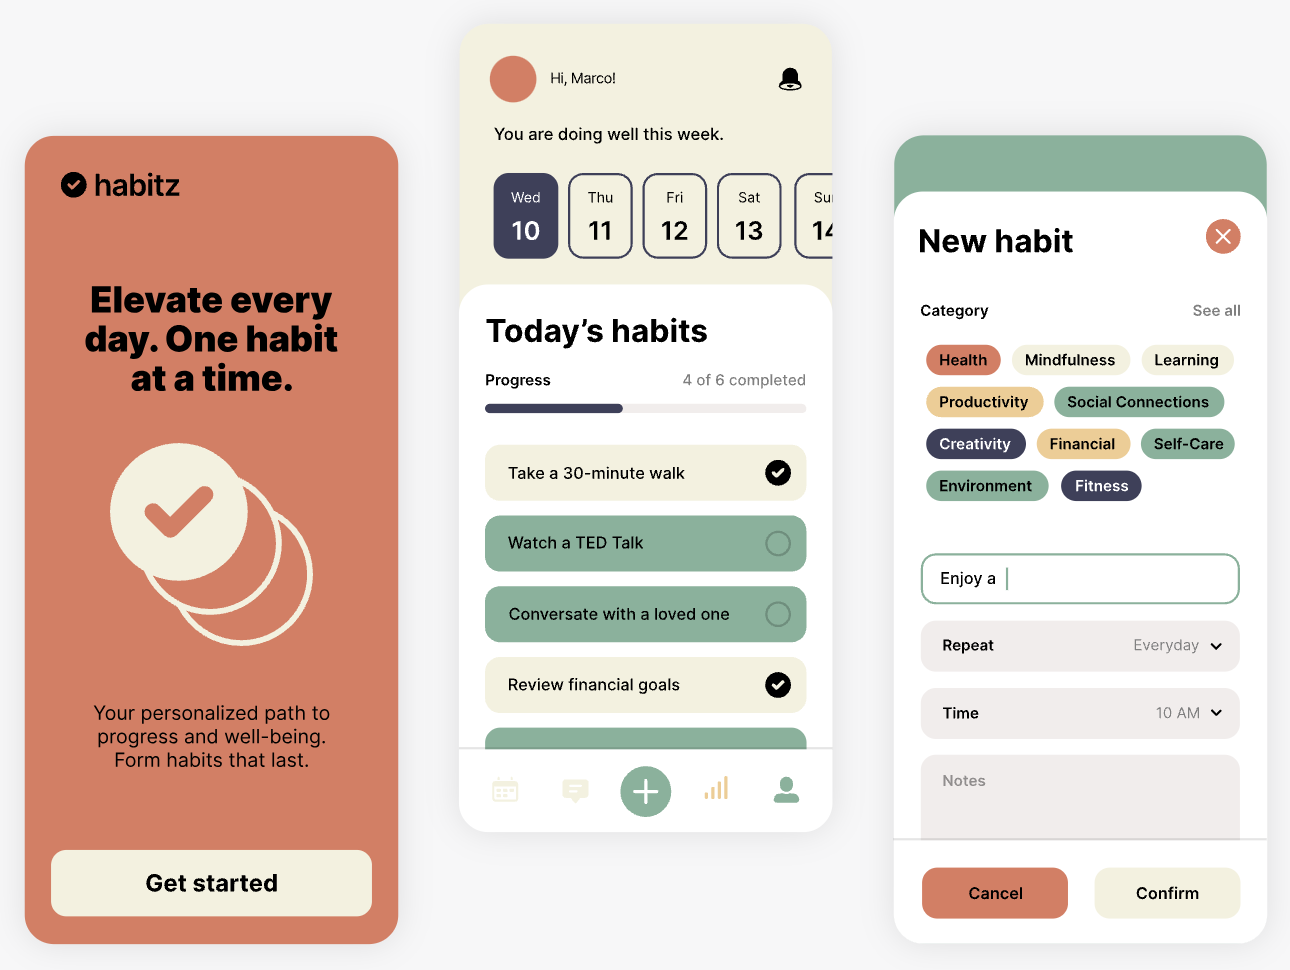 habitz
Elevate every
day. One habit
at a time.
Your personalized path to
progress and well-being.
Form habits that last.
Get started
Hi, Marco!
You are doing well this week.
Wed Thu Fri Sat Su
10 11 12 13 14
Today's habits
Progress 4 of 6 completed
Take a 30-minute walk
Watch a TED Talk
Conversate with a loved one
Review financial goals
New habit
Category See all
Health Mindfulness Learning
Productivity Social Connections
Creativity Financial Self-Care
Environment Fitness
Enjoy a
Repeat Everyday
Time 10 AM
Notes
Cancel Confirm